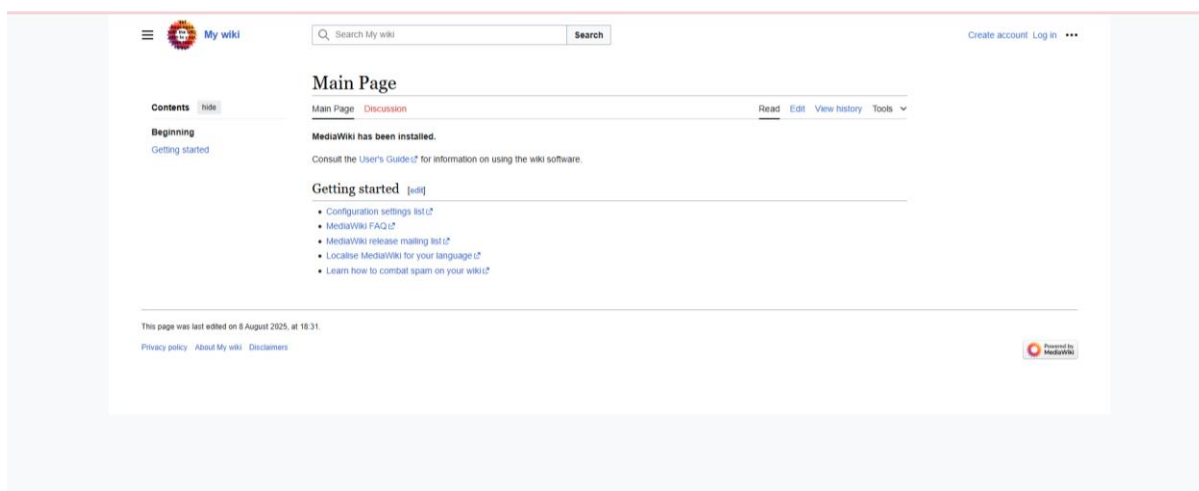 My wiki
Search My wiki
Search
Create account Log in
Main Page
Contents hide
Main Page Discussion
Read Edit View history Tools
Beginning
MediaWiki has been installed.
Getting started
Consult the User's Guide for information on using the wiki software.
Getting started [edit]
Configuration settings list
MediaWiki FAQ
MediaWiki release mailing list
Localise MediaWiki for your language
Learn how to combat spam on your wiki
This page was last edited on 8 August 2025, at 18:31.
Privacy policy About My wiki Disclaimers
Powered by
MediaWiki